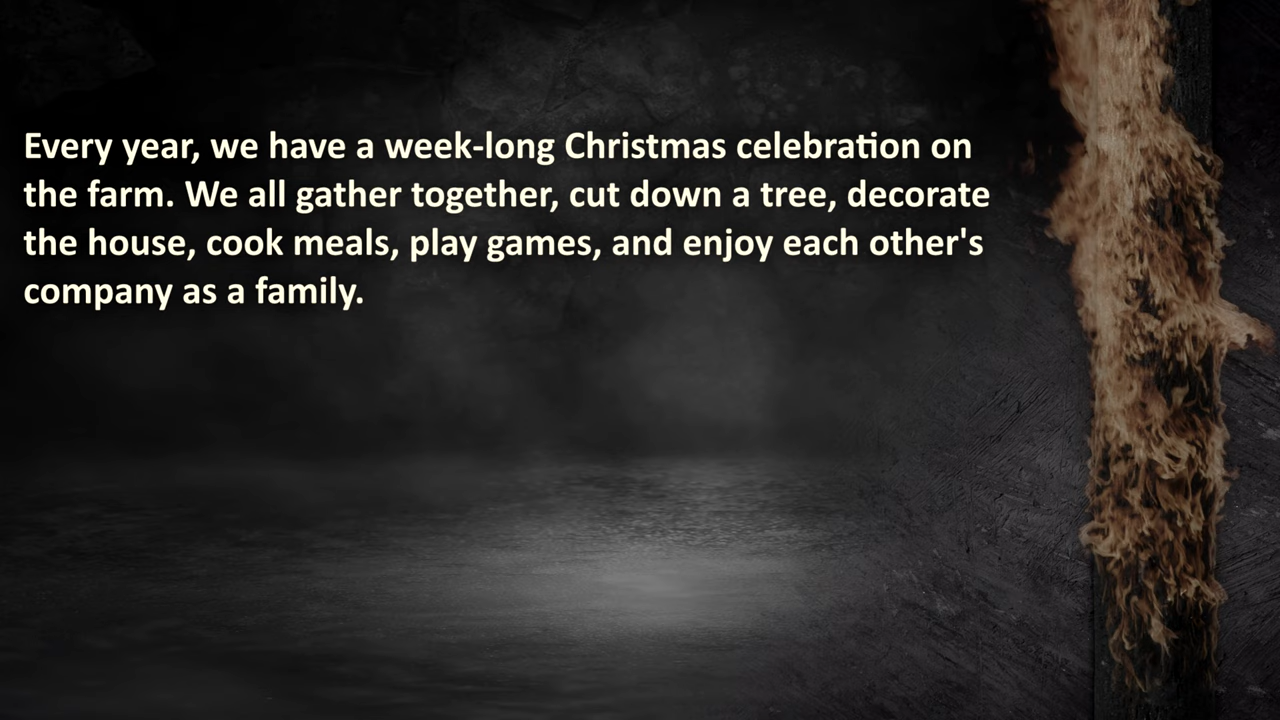 Every year, we have a week-long Christmas celebration on
the farm. We all gather together, cut down a tree, decorate
the house, cook meals, play games, and enjoy each other's
company as a family.